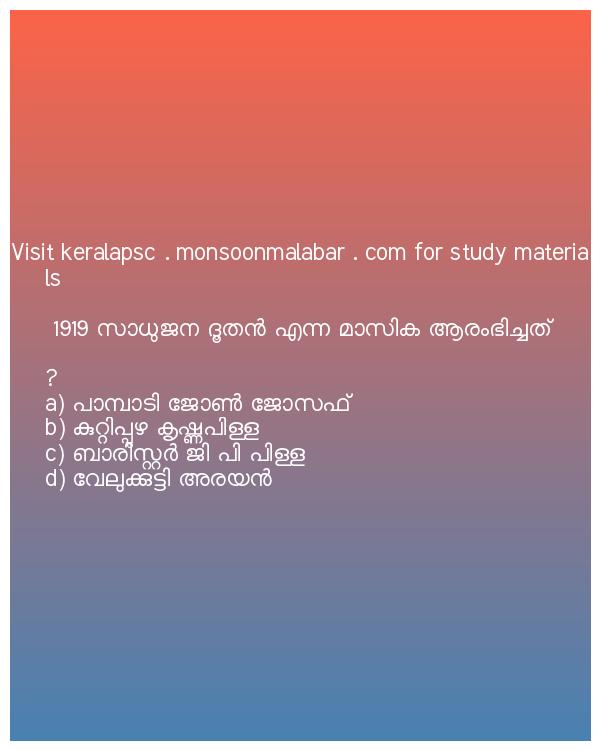 Visit keralapsc . monsoonmalabar . com for study materia
ls
1919 സാധുജന ദൂതൻ എന്ന മാസിക ആരംഭിച്ചത്
?
a) പാമ്പാടി ജോൺ ജോസഫ്
b) കുറ്റിപ്പുഴ കൃഷ്ണപിള്ള
c) ബാരിസ്റ്റർ ജി പി പിള്ള
d) വേലുക്കുട്ടി അരയൻ